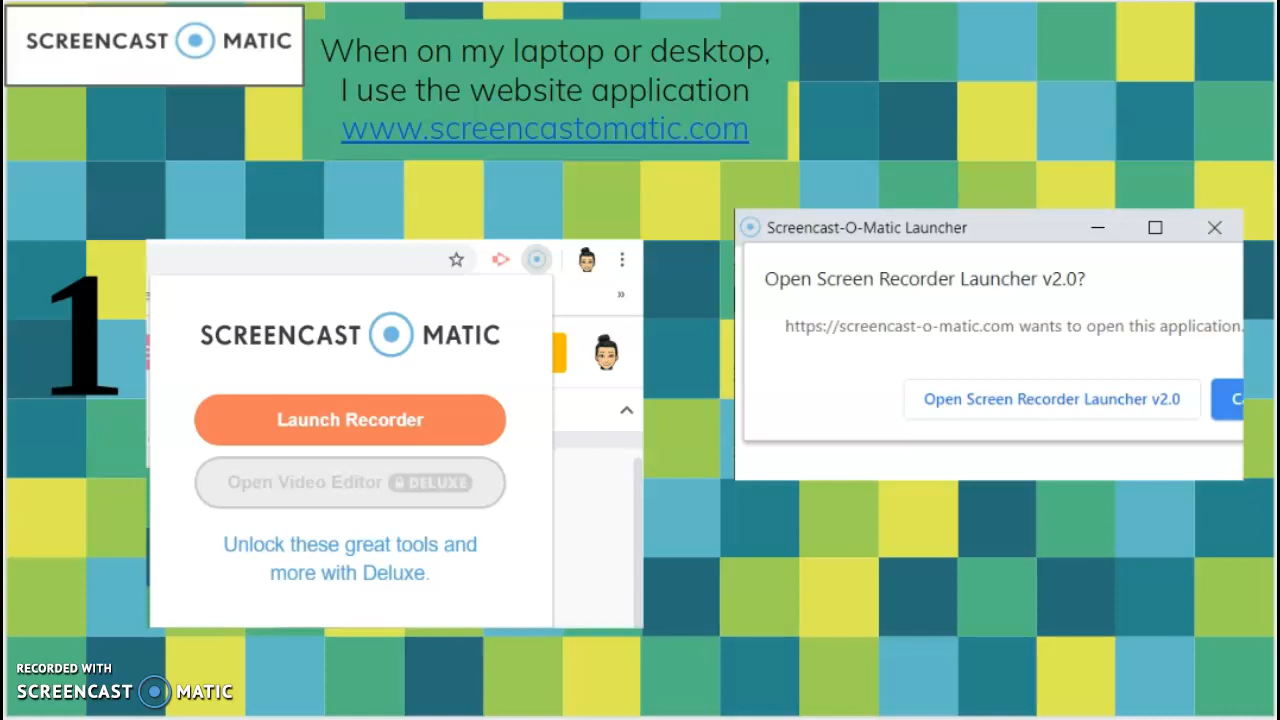 SCREENCAST MATIC
When on my laptop or desktop,
I use the website application
www.screencastomatic.com
1
SCREENCAST MATIC
Launch Recorder
Open Video Editor DELUXE
Unlock these great tools and
more with Deluxe.
Screencast-O-Matic Launcher
Open Screen Recorder Launcher v2.0?
https://screencast-o-matic.com wants to open this application.
Open Screen Recorder Launcher v2.0
RECORDED WITH
SCREENCAST MATIC